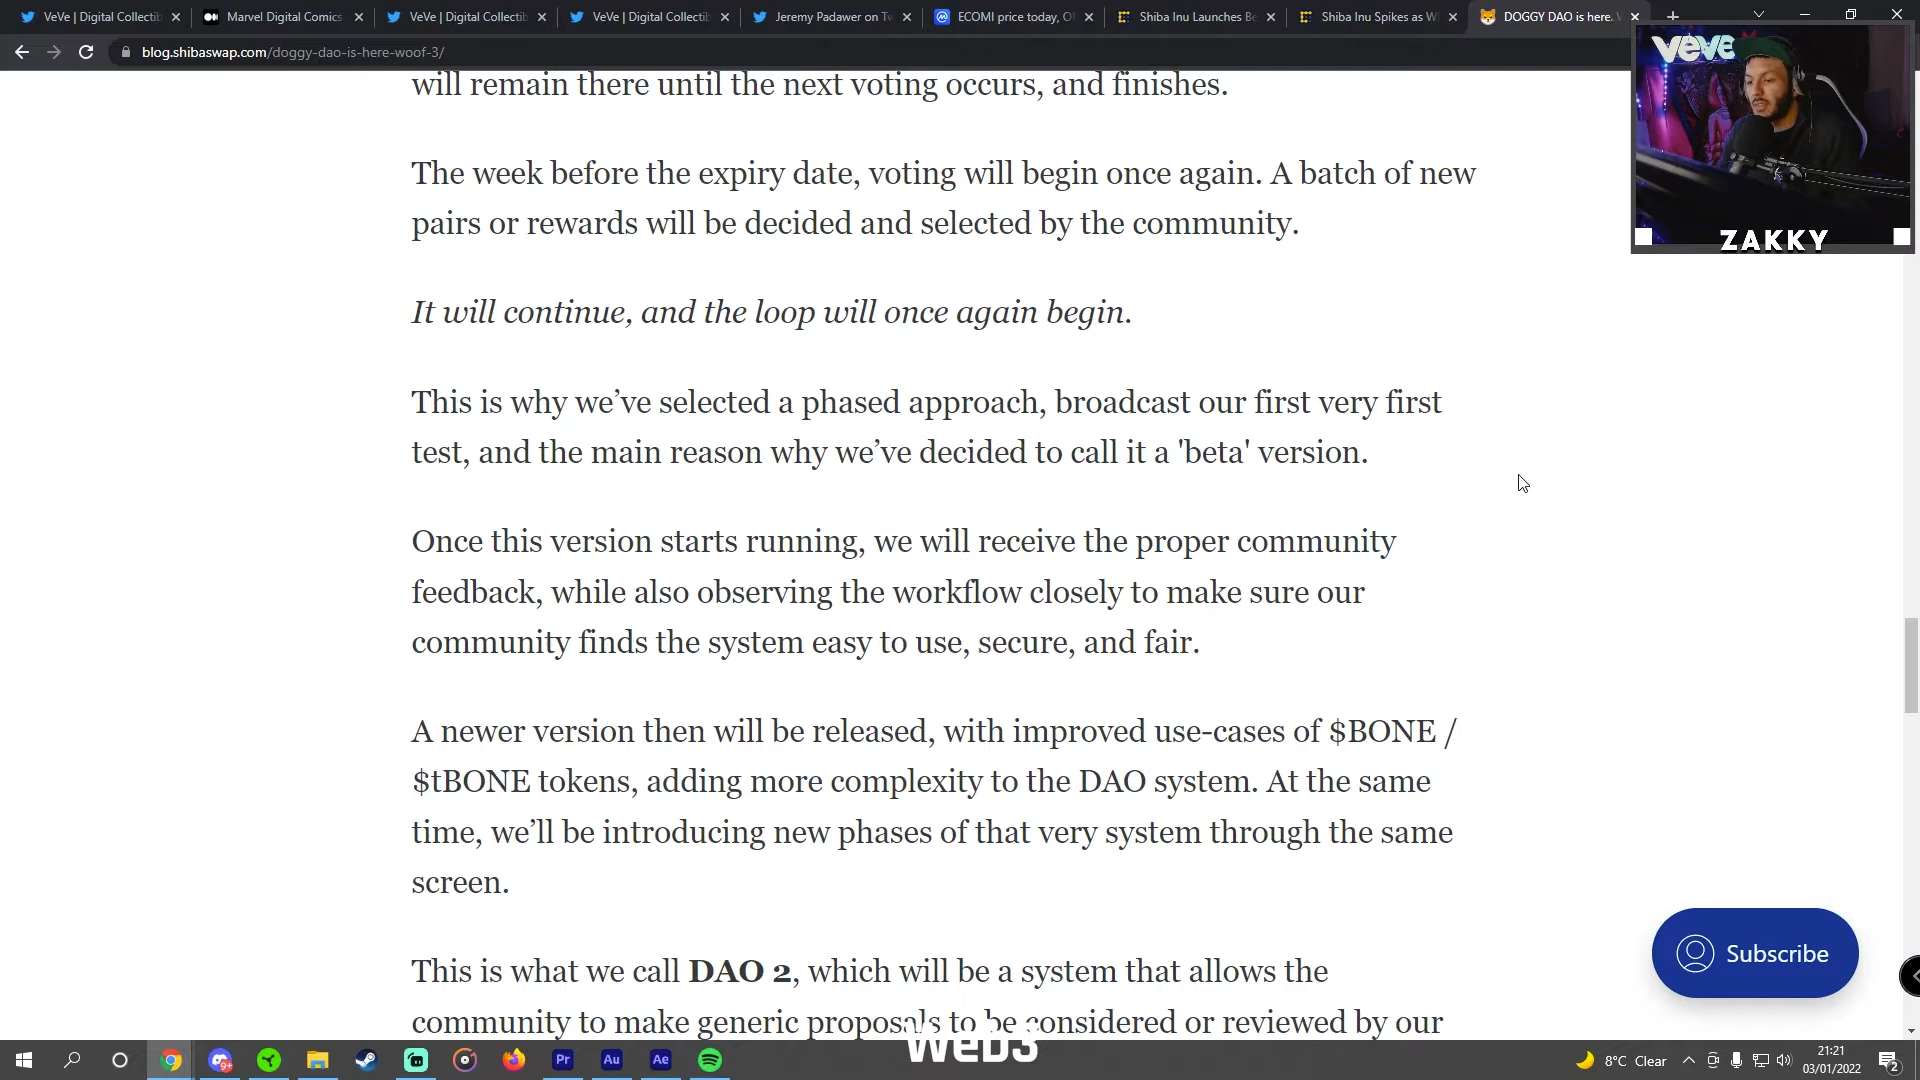 VeVe | Digital Collectib
Marvel Digital Comics
VeVe | Digital Collectib
VeVe | Digital Collectib
Jeremy Padawer on Tw
ECOMI price today, O
Shiba Inu Launches Be
Shiba Inu Spikes as W
DOGGY DAO is here.
blog.shibaswap.com/doggy-dao-is-here-woof-3/
VEVE
ZAKKY
will remain there until the next voting occurs, and finishes.
The week before the expiry date, voting will begin once again. A batch of new
pairs or rewards will be decided and selected by the community.
It will continue, and the loop will once again begin.
This is why we’ve selected a phased approach, broadcast our first very first
test, and the main reason why we’ve decided to call it a 'beta' version.
Once this version starts running, we will receive the proper community
feedback, while also observing the workflow closely to make sure our
community finds the system easy to use, secure, and fair.
A newer version then will be released, with improved use-cases of $BONE /
$tBONE tokens, adding more complexity to the DAO system. At the same
time, we’ll be introducing new phases of that very system through the same
screen.
This is what we call DAO 2, which will be a system that allows the
community to make generic proposals to be considered or reviewed by our
Subscribe
Web3
9+
Pr
Au
Ae
8°C Clear
21:21
03/01/2022
2